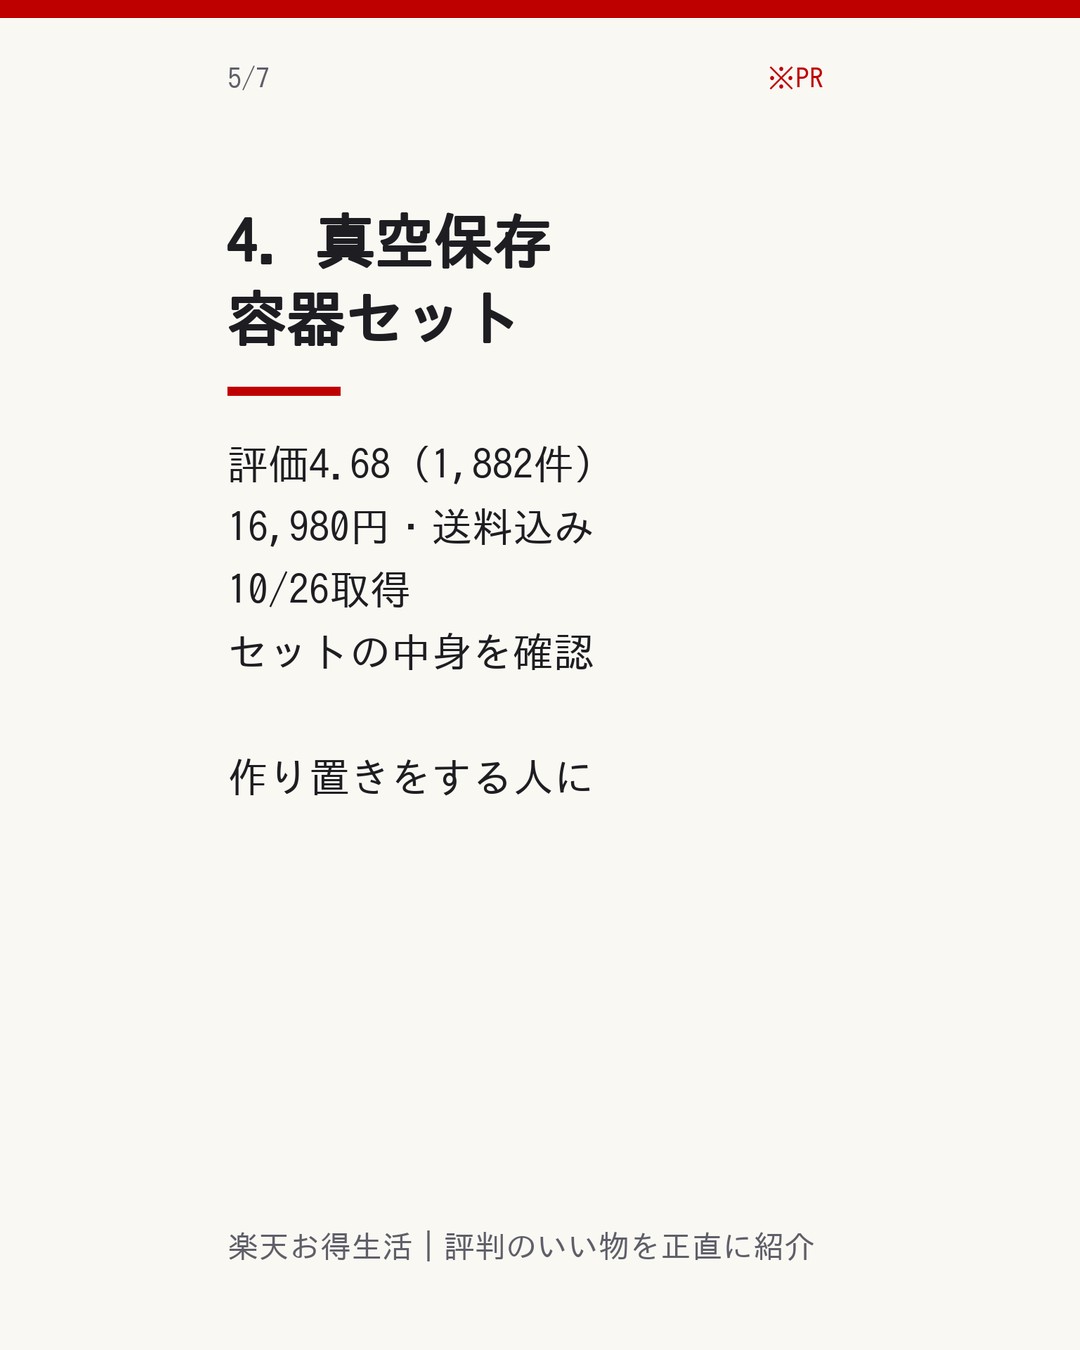 5/7
※PR
4. 真空保存
容器セット
評価4.68（1,882件）
16,980円・送料込み
10/26取得
セットの中身を確認
作り置きをする人に
楽天お得生活｜評判のいい物を正直に紹介